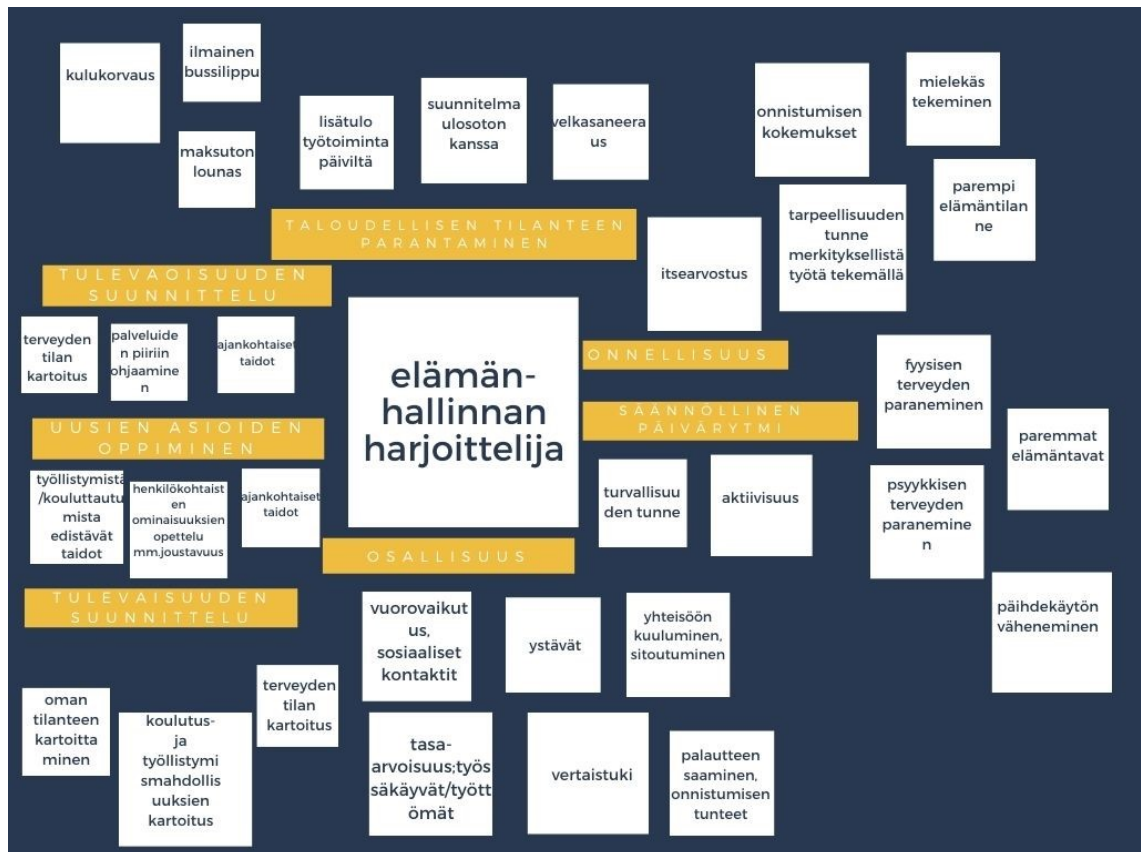 kulukorvaus
ilmainen
bussilippu
maksuton
lounas
lisätulo
työtoiminta
päiviltä
suunnitelma
ulosoton
kanssa
velkasaneera
us
onnistumisen
kokemukset
mielekäs
tekeminen
parempi
elämäntilan
ne
tarpeellisuuden
tunne
merkityksellistä
työtä tekemällä
itsearvostus
TALOUDELLISEN TILANTEEN
PARANTAMINEN
TULEVAOISUUDEN
SUUNNITTELU
terveyden
tilan
kartoitus
palveluide
n piiriin
ohjaamine
n
ajankohtaiset
taidot
elämän-
hallinnan
harjoittelija
ONNELLISUUS
SÄÄNNÖLLINEN
PÄIVÄRYTMI
fyysisen
terveyden
paraneminen
paremmat
elämäntavat
psyykkisen
terveyden
paranemine
n
päihdekäytön
väheneminen
turvallisuu
den tunne
aktiivisuus
UUSIEN ASIOIDEN
OPPIMINEN
työllistymistä
/kouluttautu
mista
edistävät
taidot
henkilökohtaist
en
ominaisuuksien
opettelu
mm.joustavuus
ajankohtaiset
taidot
OSALLISUUS
TULEVAISUUDEN
SUUNNITTELU
vuorovaikut
us,
sosiaaliset
kontaktit
ystävät
yhteisöön
kuuluminen,
sitoutuminen
oman
tilanteen
kartoitta
minen
koulutus-
ja
työllistymi
smahdollis
uuksien
kartoitus
terveyden
tilan
kartoitus
tasa-
arvoisuus;työs
säkäyvät/tyött
ömät
vertaistuki
palautteen
saaminen,
onnistumisen
tunteet